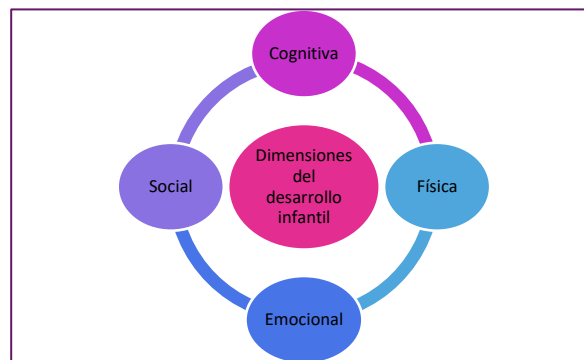 Cognitiva
Dimensiones
del
desarrollo
infantil
Social
Física
Emocional